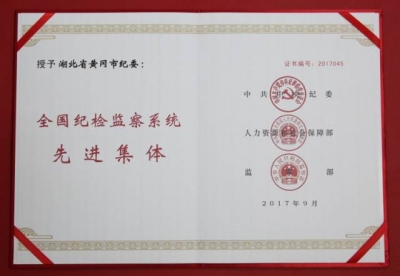 授予 湖北省黄冈市纪委：
全国纪检监察系统
先进集体
证书编号：2017045
中共中央纪委
人力资源和社会保障部
监察部
2017年9月